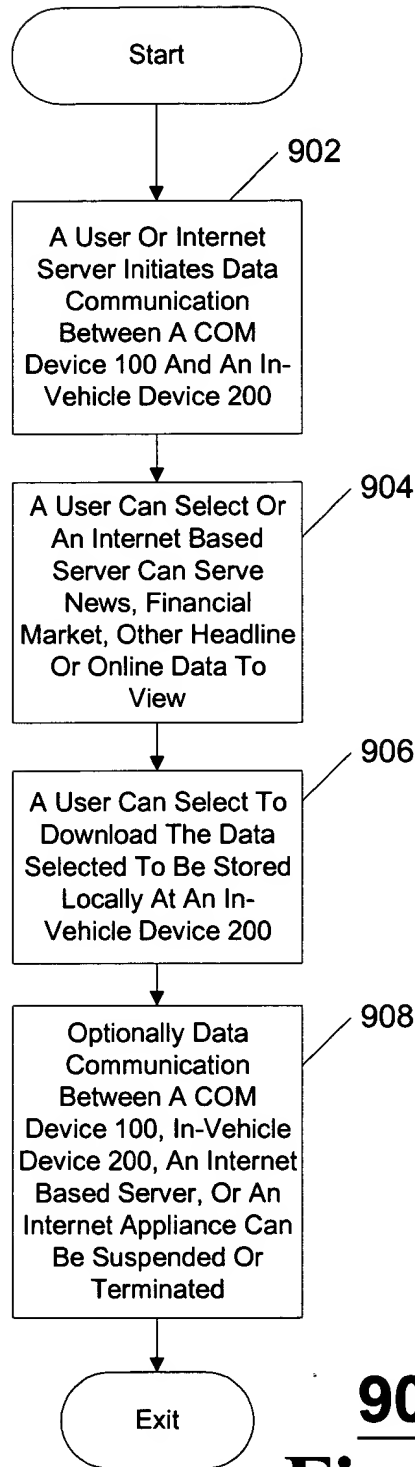 Start
902
A User Or Internet
Server Initiates Data
Communication
Between A COM
Device 100 And An In-
Vehicle Device 200
904
A User Can Select Or
An Internet Based
Server Can Serve
News, Financial
Market, Other Headline
Or Online Data To
View
906
A User Can Select To
Download The Data
Selected To Be Stored
Locally At An In-
Vehicle Device 200
908
Optionally Data
Communication
Between A COM
Device 100, In-Vehicle
Device 200, An Internet
Based Server, Or An
Internet Appliance Can
Be Suspended Or
Terminated
Exit